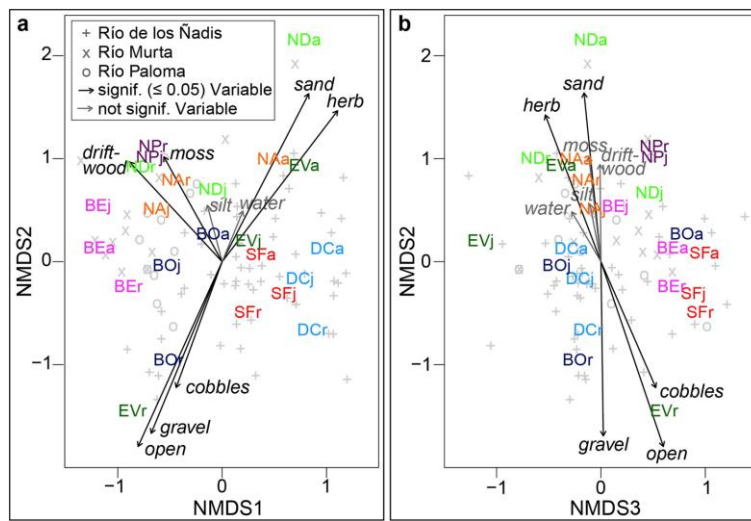 a
+ Río de los Ñadis
x Río Murta
o Río Paloma
→ signif. (≤ 0.05) Variable
→ not signif. Variable
NDa
sand
herb
NPr
NPj
moss
drift-
wood
NDr
NAr
NAa
EVa
NDj
silt
water
BEj
NAj
BOa
EVj
BEa
BOj
SFa
DCa
BEr
DCj
SFj
SFr
DCr
BOr
cobbles
EVr
gravel
open
2
1
0
−1
NMDS2
−1
0
1
NMDS1
b
NDa
sand
herb
NPr
NPj
moss
NDr
NAa
EVa
drift-
wood
NAr
NDj
silt
water
NAj
BEj
EVj
BOa
BOj
DCa
BEa
SFa
DCj
BEr
SFj
SFr
DCr
BOr
cobbles
EVr
gravel
open
2
1
0
−1
NMDS2
−1
0
1
NMDS3